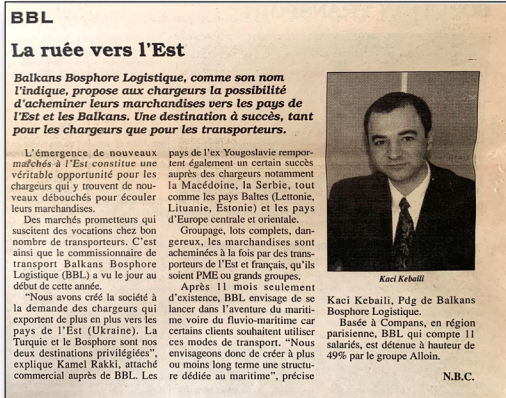 BBL
La ruée vers l'Est
Balkans Bosphore Logistique, comme son nom
l'indique, propose aux chargeurs la possibilité
d'acheminer leurs marchandises vers les pays de
l'Est et les Balkans. Une destination à succès, tant
pour les chargeurs que pour les transporteurs.
L'émergence de nouveaux
marchés à l'Est constitue une
véritable opportunité pour les
chargeurs qui y trouvent de nou-
veaux débouchés pour écouler
leurs marchandises.
Des marchés prometteurs qui
suscitent des vocations chez bon
nombre de transporteurs. C'est
ainsi que le commissionnaire de
transport Balkans Bosphore
Logistique (BBL) a vu le jour au
début de cette année.
"Nous avons créé la société à
la demande des chargeurs qui
exportent de plus en plus vers les
pays de l'Est (Ukraine). La
Turquie et le Bosphore sont nos
deux destinations privilégiées",
explique Kamel Rakki, attaché
commercial auprès de BBL. Les
pays de l'ex Yougoslavie rempor-
tent également un certain succès
auprès des chargeurs notamment
la Macédoine, la Serbie, tout
comme les pays Baltes (Lettonie,
Lituanie, Estonie) et les pays
d'Europe centrale et orientale.
Groupage, lots complets, dan-
gereux, les marchandises sont
acheminées à la fois par des trans-
porteurs de l'Est et français, qu'ils
soient PME ou grands groupes.
Après 11 mois seulement
d'existence, BBL envisage de se
lancer dans l'aventure du mariti-
me voire du fluvio-maritime car
certains clients souhaitent utiliser
ces modes de transport. "Nous
envisageons donc de créer à plus
ou moins long terme une structu-
re dédiée au maritime", précise
Kaci Kebaili
Kaci Kebaili, Pdg de Balkans
Bosphore Logistique.
Basée à Compans, en région
parisienne, BBL qui compte 11
salariés, est détenue à hauteur de
49% par le groupe Alloin.
N.B.C.